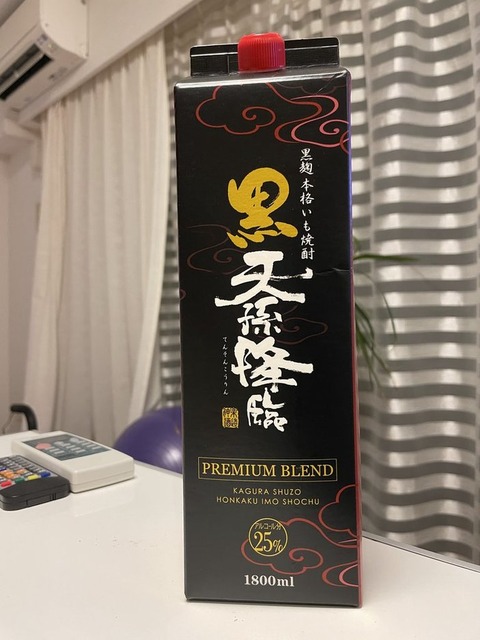 黒麹 本格いも焼酎
黒
天孫降臨
てんそんこうりん
PREMIUM BLEND
KAGURA SHUZO
HONKAKU IMO SHOCHU
アルコール分
25%
1800ml